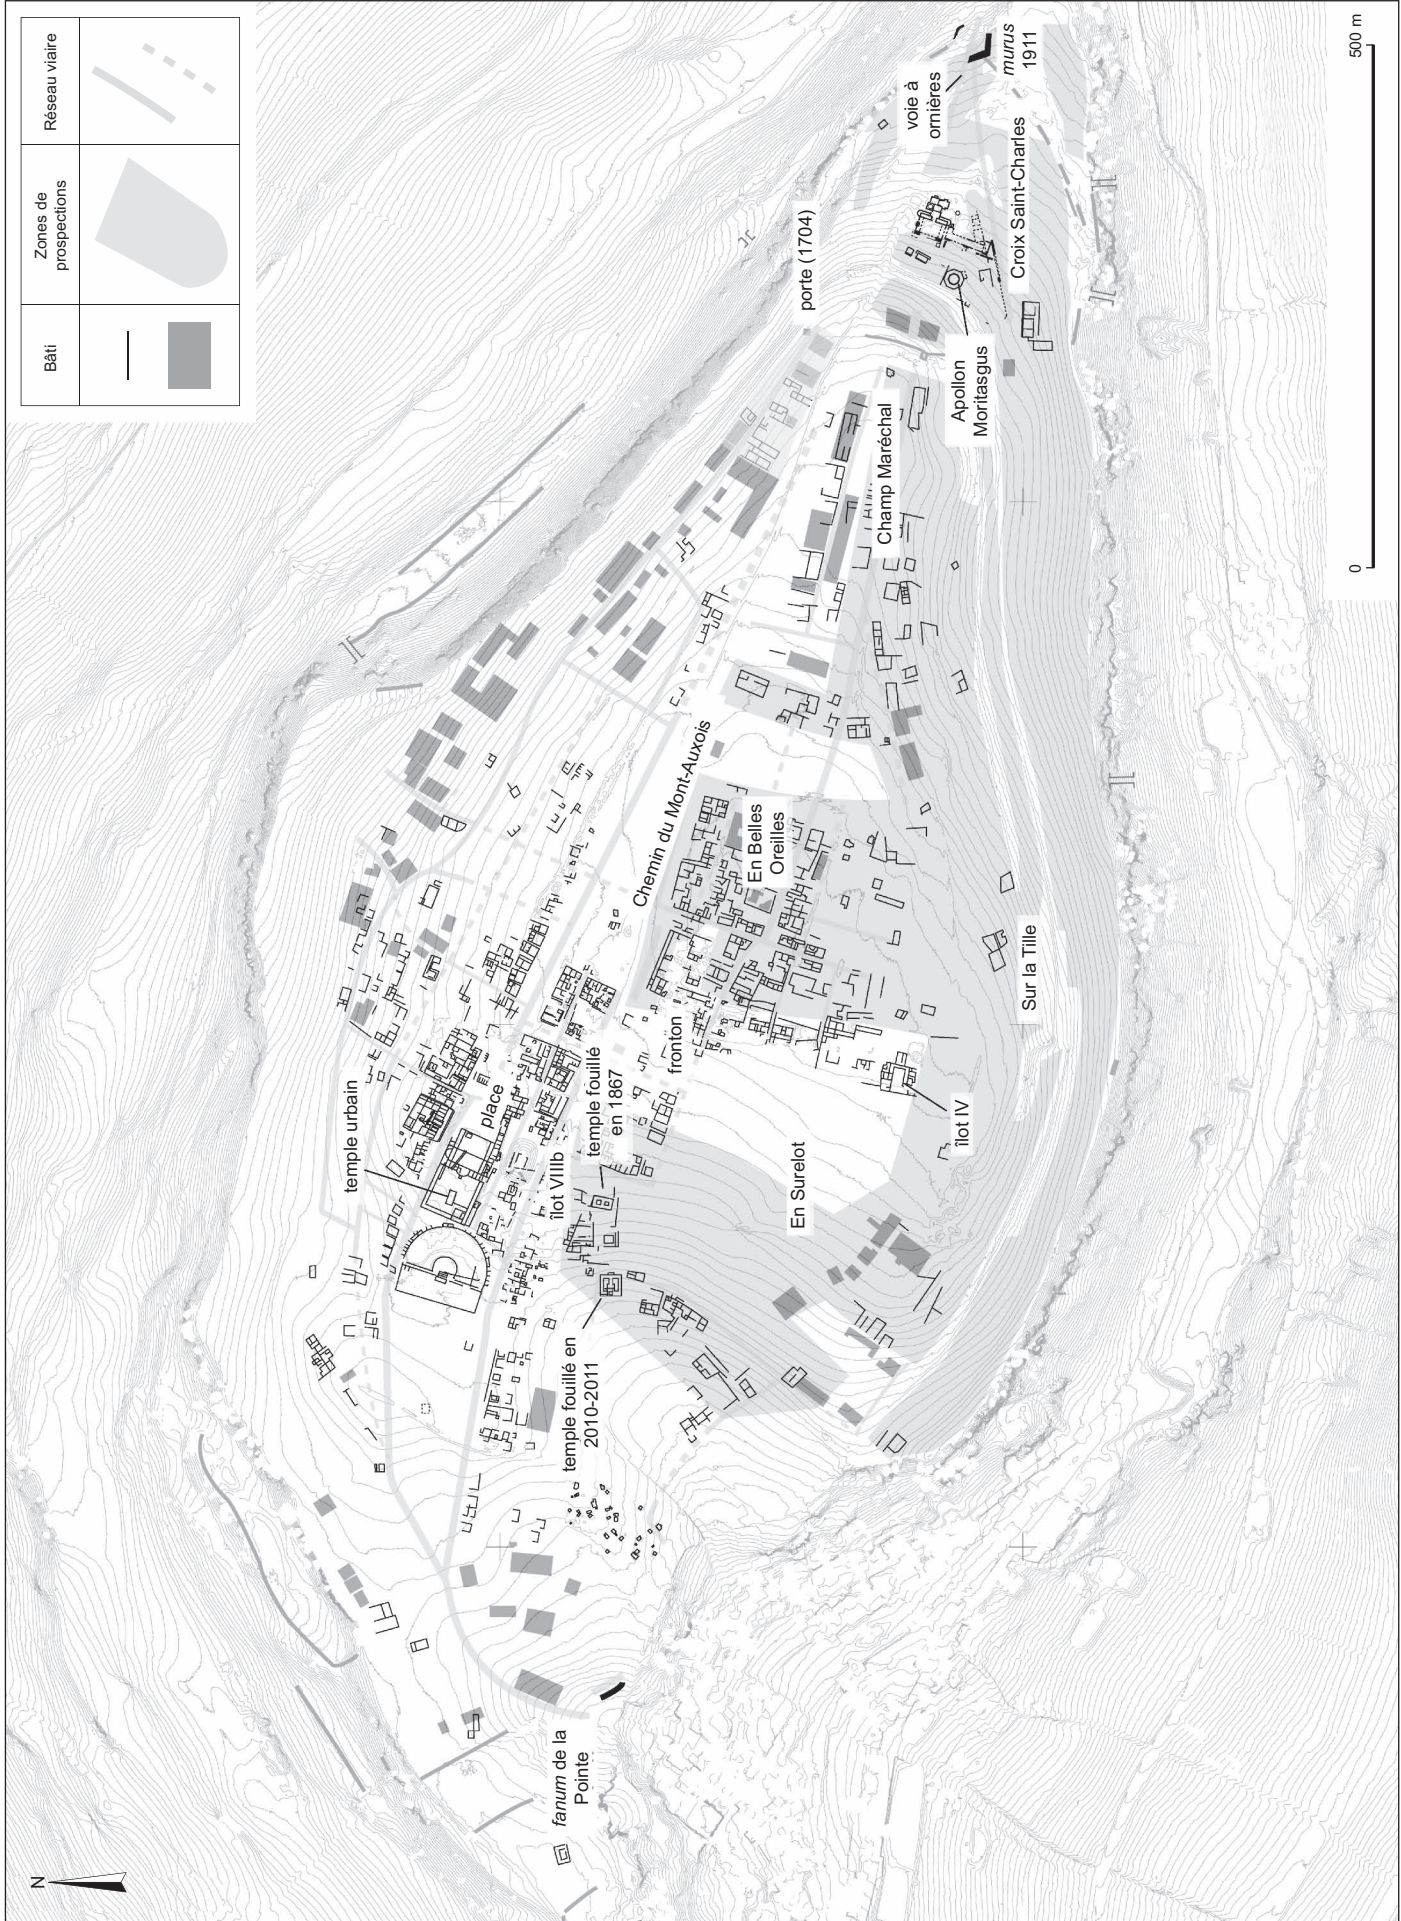 Bâti
Zones de
prospections
Réseau viaire
N
0
500 m
murus
1911
voie à
ornières
Croix Saint-Charles
porte (1704)
Apollon
Moritasgus
Champ Maréchal
Chemin du Mont-Auxois
En Belles
Oreilles
Sur la Tille
fronton
temple urbain
place
temple fouillé
en 1867
îlot VIIIb
îlot IV
En Surelot
temple fouillé en
2010-2011
fanum de la
Pointe